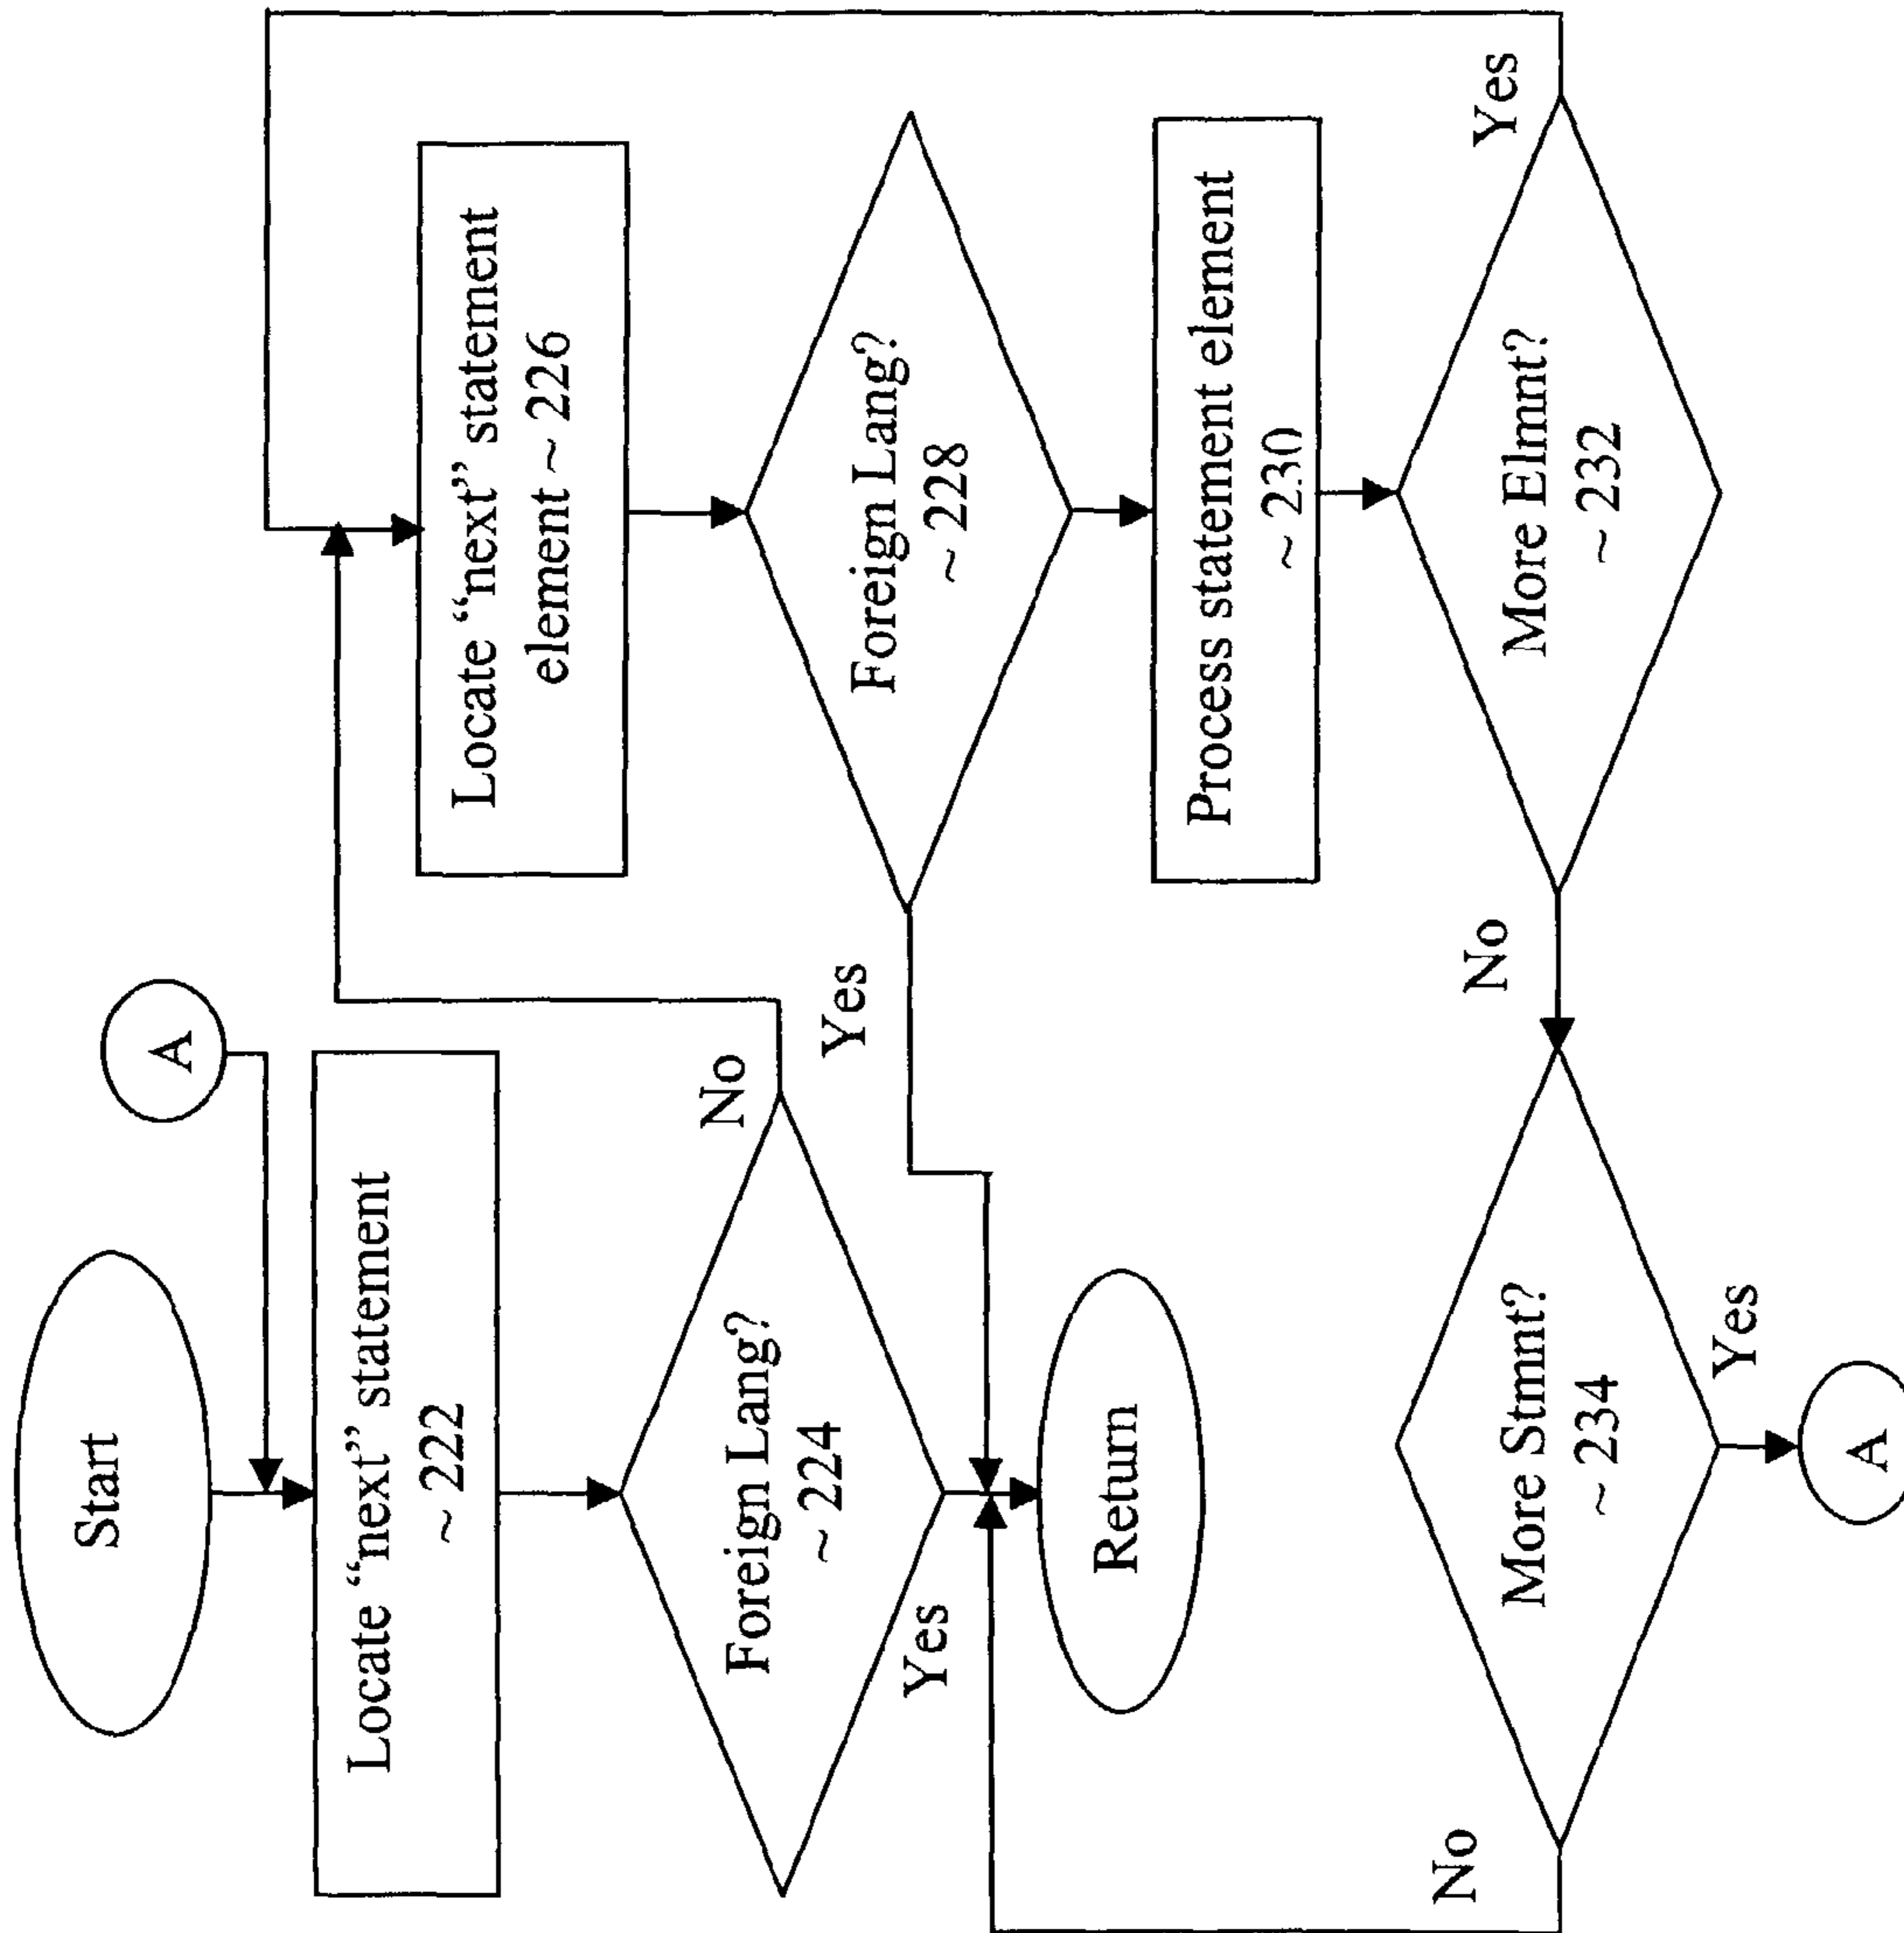 Start
A
Locate “next” statement
~ 222
Foreign Lang?
~ 224
No
Yes
Return
Locate “next” statement
element ~ 226
Foreign Lang?
~ 228
Yes
Process statement element
~ 230
More Elmnt?
~ 232
Yes
No
More Stmnt?
~ 234
No
Yes
A